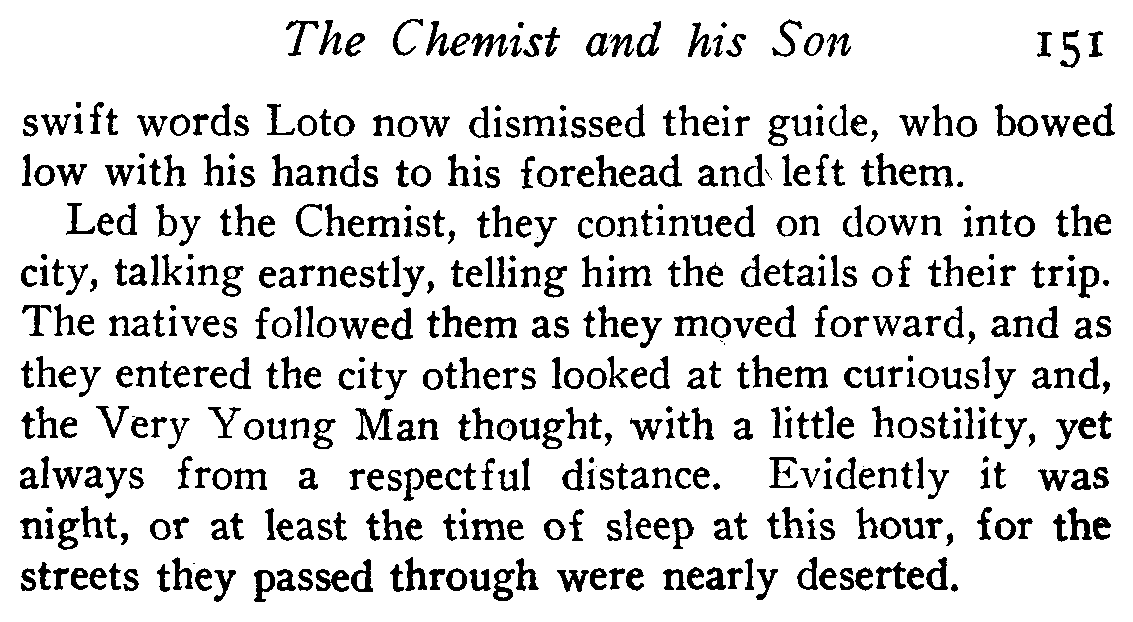 The Chemist and his Son 151
swift words Loto now dismissed their guide, who bowed
low with his hands to his forehead and left them.
Led by the Chemist, they continued on down into the
city, talking earnestly, telling him the details of their trip.
The natives followed them as they moved forward, and as
they entered the city others looked at them curiously and,
the Very Young Man thought, with a little hostility, yet
always from a respectful distance. Evidently it was
night, or at least the time of sleep at this hour, for the
streets they passed through were nearly deserted.